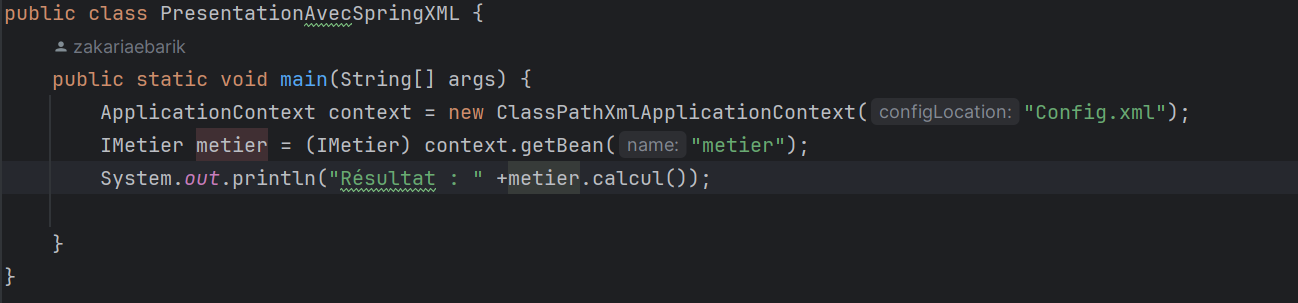 public class PresentationAvecSpringXML {
zakariaebarik
public static void main(String[] args) {
ApplicationContext context = new ClassPathXmlApplicationContext( configLocation: "Config.xml");
IMetier metier = (IMetier) context.getBean( name: "metier");
System.out.println("Résultat : " +metier.calcul());
}
}